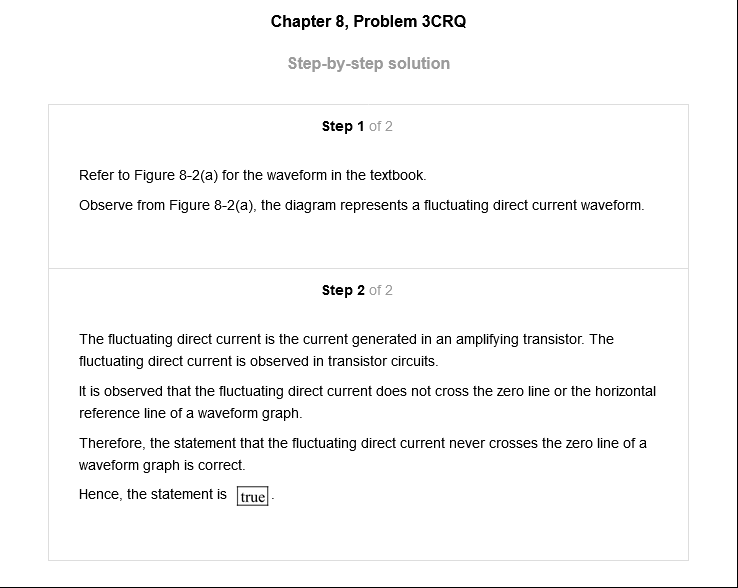 Chapter 8, Problem 3CRQ
Step-by-step solution
Step 1 of 2
Refer to Figure 8-2(a) for the waveform in the textbook.
Observe from Figure 8-2(a), the diagram represents a fluctuating direct current waveform.
Step 2 of 2
The fluctuating direct current is the current generated in an amplifying transistor. The
fluctuating direct current is observed in transistor circuits.
It is observed that the fluctuating direct current does not cross the zero line or the horizontal
reference line of a waveform graph.
Therefore, the statement that the fluctuating direct current never crosses the zero line of a
waveform graph is correct.
Hence, the statement is true.